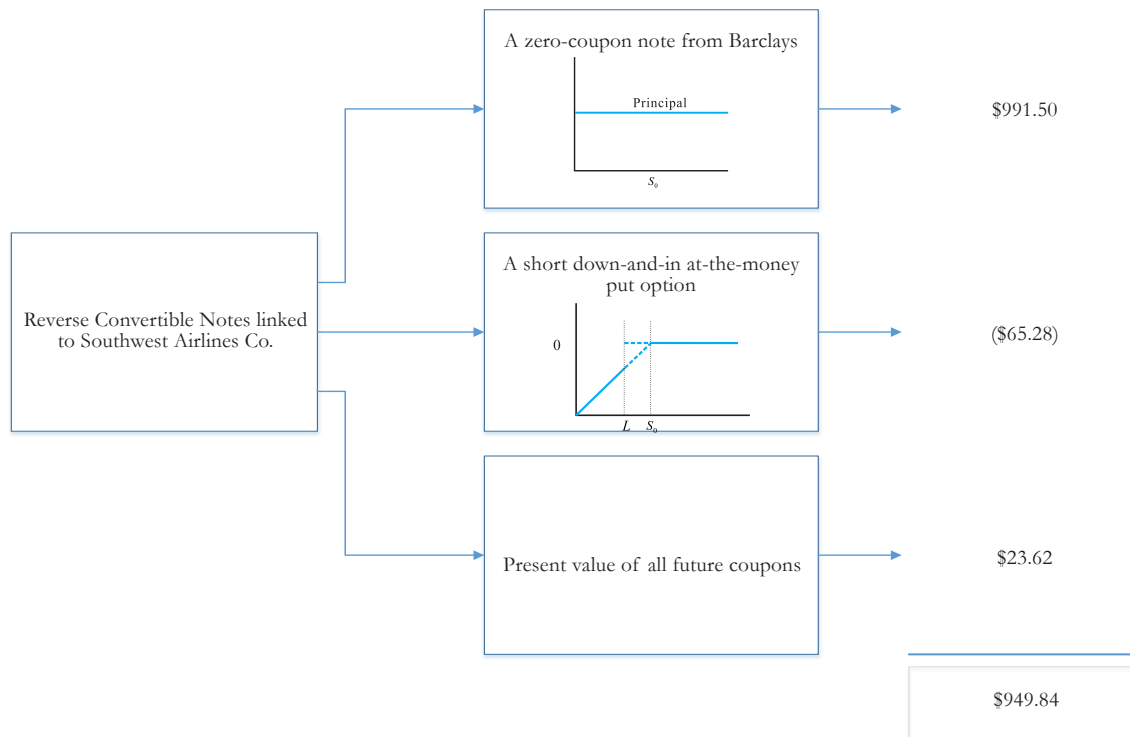 A zero-coupon note from Barclays
Principal
S₀
$991.50
Reverse Convertible Notes linked
to Southwest Airlines Co.
A short down-and-in at-the-money
put option
0
L S₀
($65.28)
Present value of all future coupons
$23.62
$949.84